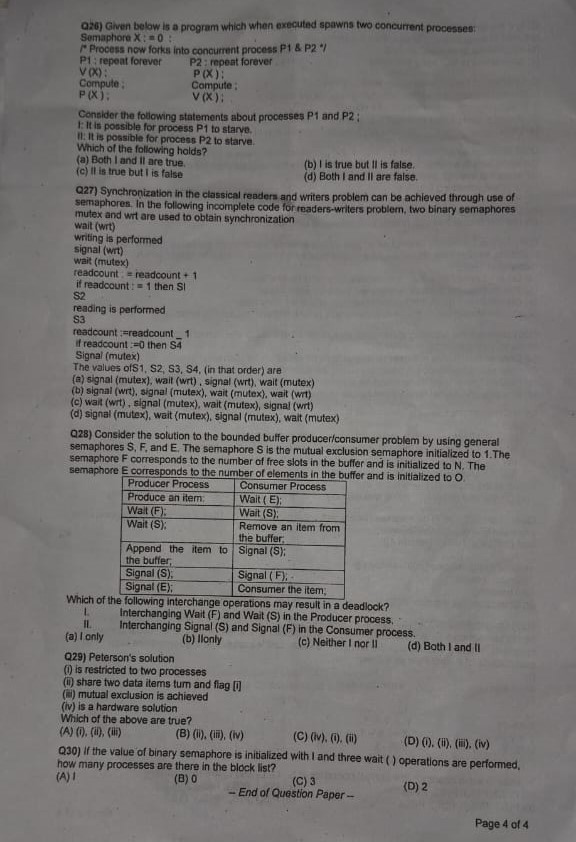 Q26) Given below is a program which when executed spawns two concurrent processes:
Semaphore X : = 0 :
/* Process now forks into concurrent process P1 & P2 */
P1 : repeat forever P2 : repeat forever
V (X) ; P (X ) ;
Compute ; Compute ;
P (X ) ; V (X ) ;
Consider the following statements about processes P1 and P2 ;
I: It is possible for process P1 to starve.
II: It is possible for process P2 to starve.
Which of the following holds?
(a) Both I and II are true. (b) I is true but II is false.
(c) II is true but I is false (d) Both I and II are false.
Q27) Synchronization in the classical readers and writers problem can be achieved through use of
semaphores. In the following incomplete code for readers-writers problem, two binary semaphores
mutex and wrt are used to obtain synchronization
wait (wrt)
writing is performed
signal (wrt)
wait (mutex)
readcount : = readcount + 1
if readcount : = 1 then SI
S2
reading is performed
S3
readcount :=readcount _ 1
if readcount :=0 then S4
Signal (mutex)
The values ofS1, S2, S3, S4, (in that order) are
(a) signal (mutex), wait (wrt) , signal (wrt), wait (mutex)
(b) signal (wrt), signal (mutex), wait (mutex), wait (wrt)
(c) wait (wrt) , signal (mutex), wait (mutex), signal (wrt)
(d) signal (mutex), wait (mutex), signal (mutex), wait (mutex)
Q28) Consider the solution to the bounded buffer producer/consumer problem by using general
semaphores S, F, and E. The semaphore S is the mutual exclusion semaphore initialized to 1.The
semaphore F corresponds to the number of free slots in the buffer and is initialized to N. The
semaphore E corresponds to the number of elements in the buffer and is initialized to O.
Producer Process Consumer Process
Produce an item: Wait ( E);
Wait (F); Wait (S);
Wait (S); Remove an item from
the buffer;
Append the item to Signal (S);
the buffer;
Signal (S); Signal ( F);
Signal (E); Consumer the item;
Which of the following interchange operations may result in a deadlock?
I. Interchanging Wait (F) and Wait (S) in the Producer process.
II. Interchanging Signal (S) and Signal (F) in the Consumer process.
(a) I only (b) IIonly (c) Neither I nor II (d) Both I and II
Q29) Peterson's solution
(i) is restricted to two processes
(ii) share two data items turn and flag [i]
(iii) mutual exclusion is achieved
(iv) is a hardware solution
Which of the above are true?
(A) (i), (ii), (iii) (B) (ii), (iii), (iv) (C) (iv), (i), (ii) (D) (i), (ii), (iii), (iv)
Q30) If the value of binary semaphore is initialized with I and three wait ( ) operations are performed,
how many processes are there in the block list?
(A) I (B) 0 (C) 3 (D) 2
-- End of Question Paper --
Page 4 of 4